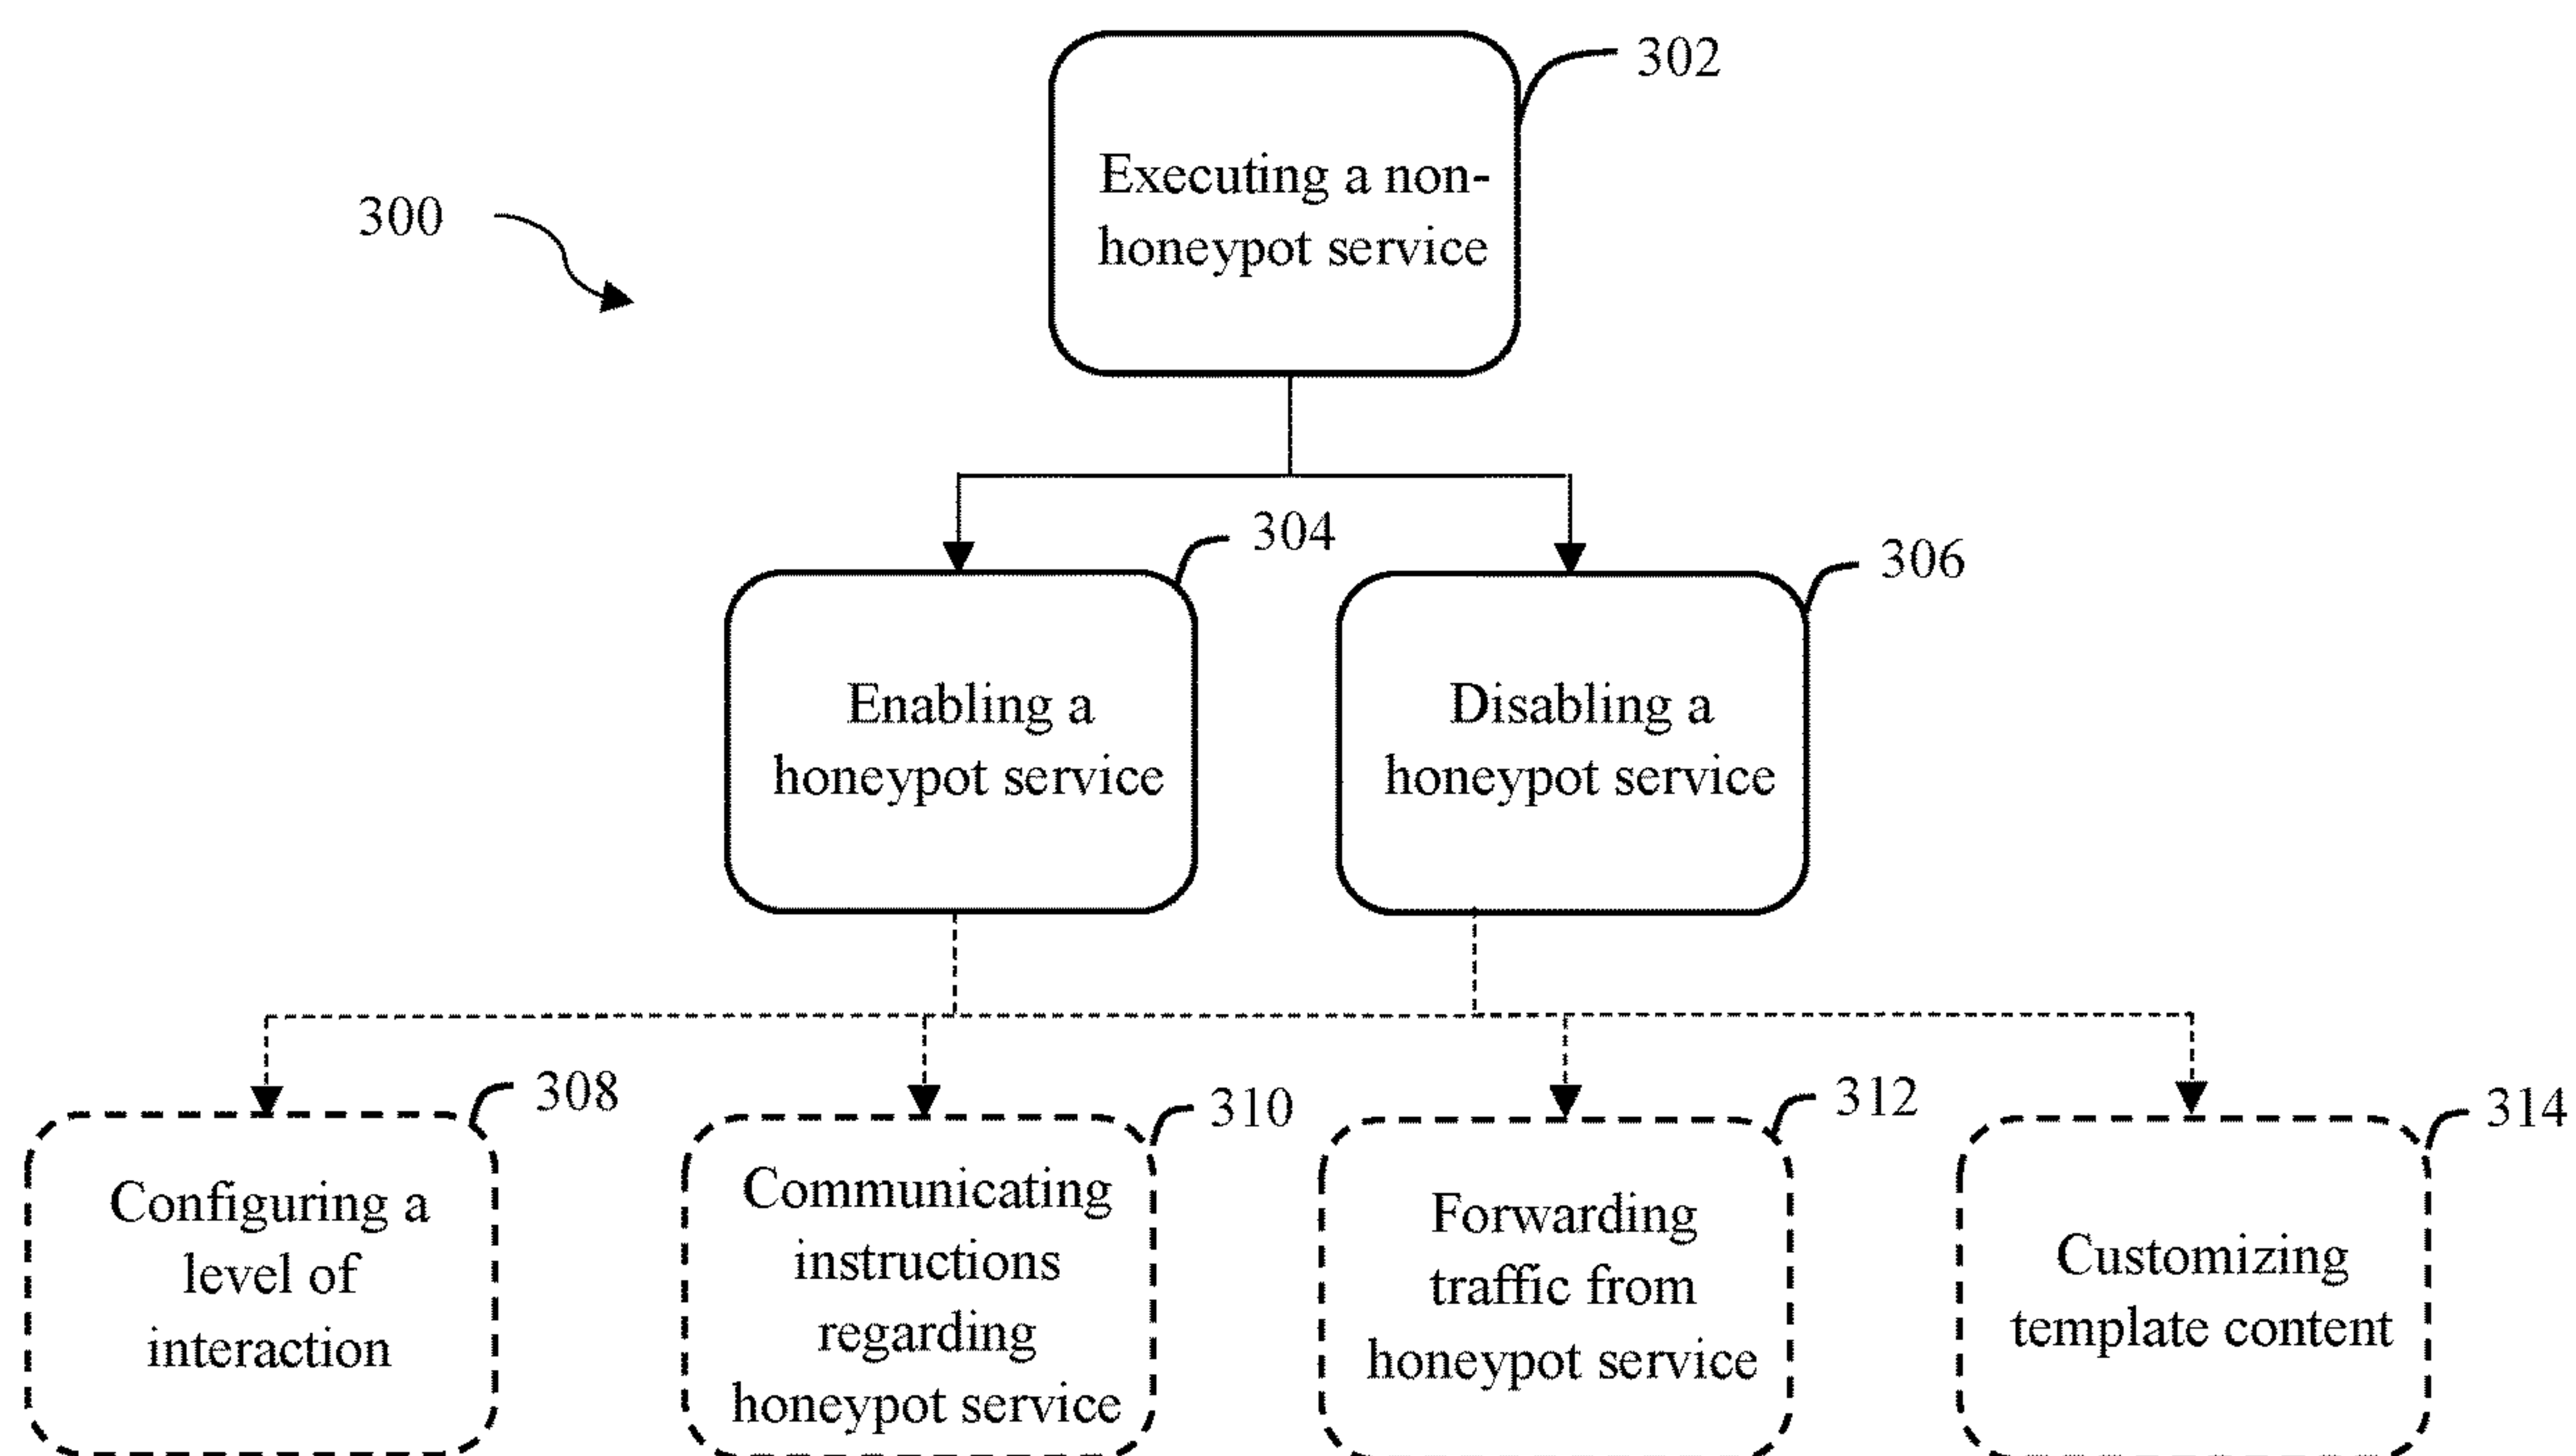 302
Executing a non-
honeypot service
300
304
306
Enabling a
honeypot service
Disabling a
honeypot service
308
310
312
314
Configuring a
level of
interaction
Communicating
instructions
regarding
honeypot service
Forwarding
traffic from
honeypot service
Customizing
template content